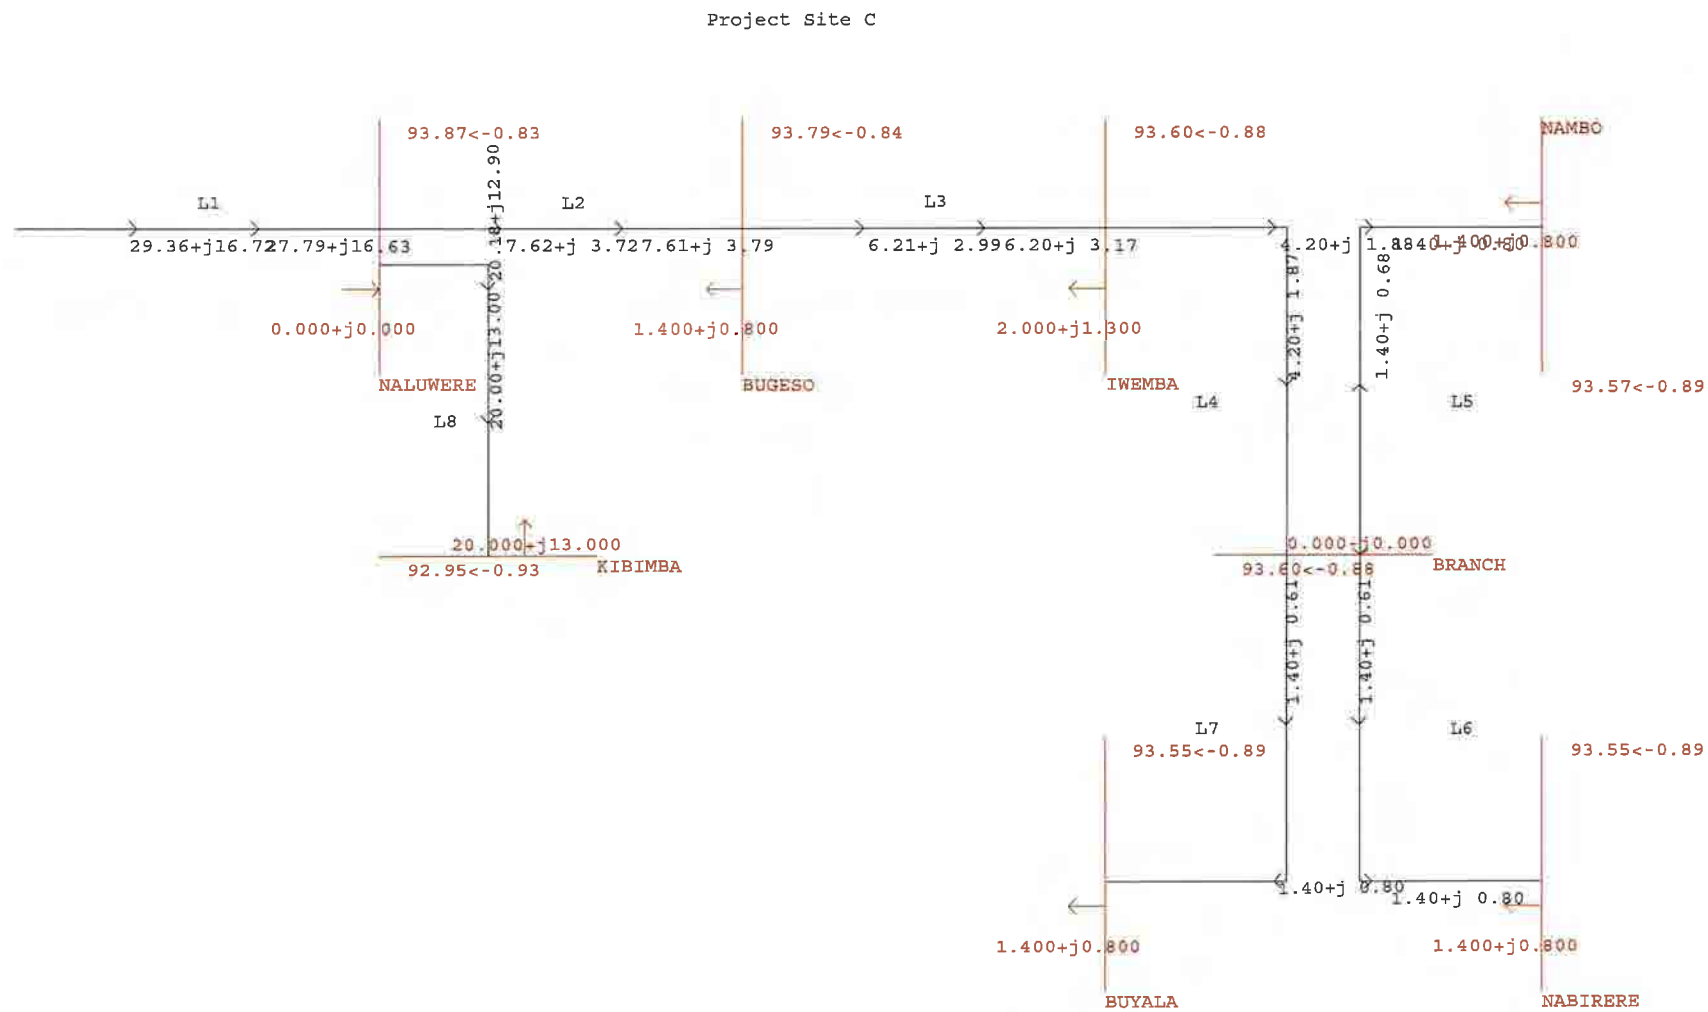 Project Site C
93.87<-0.83
93.79<-0.84
93.60<-0.88
NAMBO
20.18+j12.90
L1
L2
L3
29.36+j16.72
27.79+j16.63
7.62+j 3.72
7.61+j 3.79
6.21+j 2.99
6.20+j 3.17
4.20+j 1.88
1.40+j 0.80
1.400+j0.800
4.20+j 1.87
1.40+j 0.68
20.00+j13.00
0.000+j0.000
1.400+j0.800
2.000+j1.300
NALUWERE
BUGESO
IWEMBA
93.57<-0.89
L8
L4
L5
20.000+j13.000
92.95<-0.93
KIBIMBA
0.000-j0.000
93.60<-0.88
BRANCH
1.40+j 0.61
1.40+j 0.61
L7
L6
93.55<-0.89
93.55<-0.89
1.40+j 0.80
1.40+j 0.80
1.400+j0.800
1.400+j0.800
BUYALA
NABIRERE